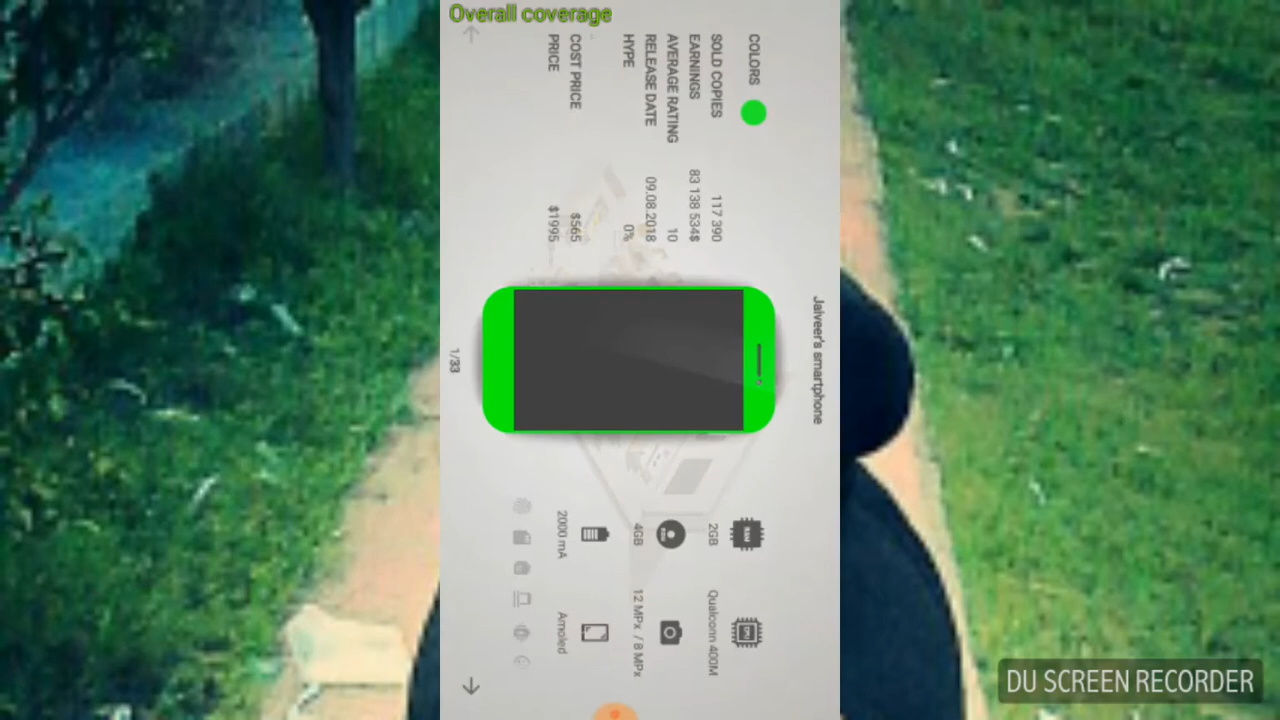 Overall coverage
Jaiveer's smartphone
COLORS
SOLD COPIES 117 390
EARNINGS 83 138 534$
AVERAGE RATING 10
RELEASE DATE 09.08.2018
HYPE 0%
COST PRICE $565
PRICE $1995
2GB Qualconn 400M
4GB 12 MPx / 8 MPx
2000 mA Amoled
1/33
DU SCREEN RECORDER